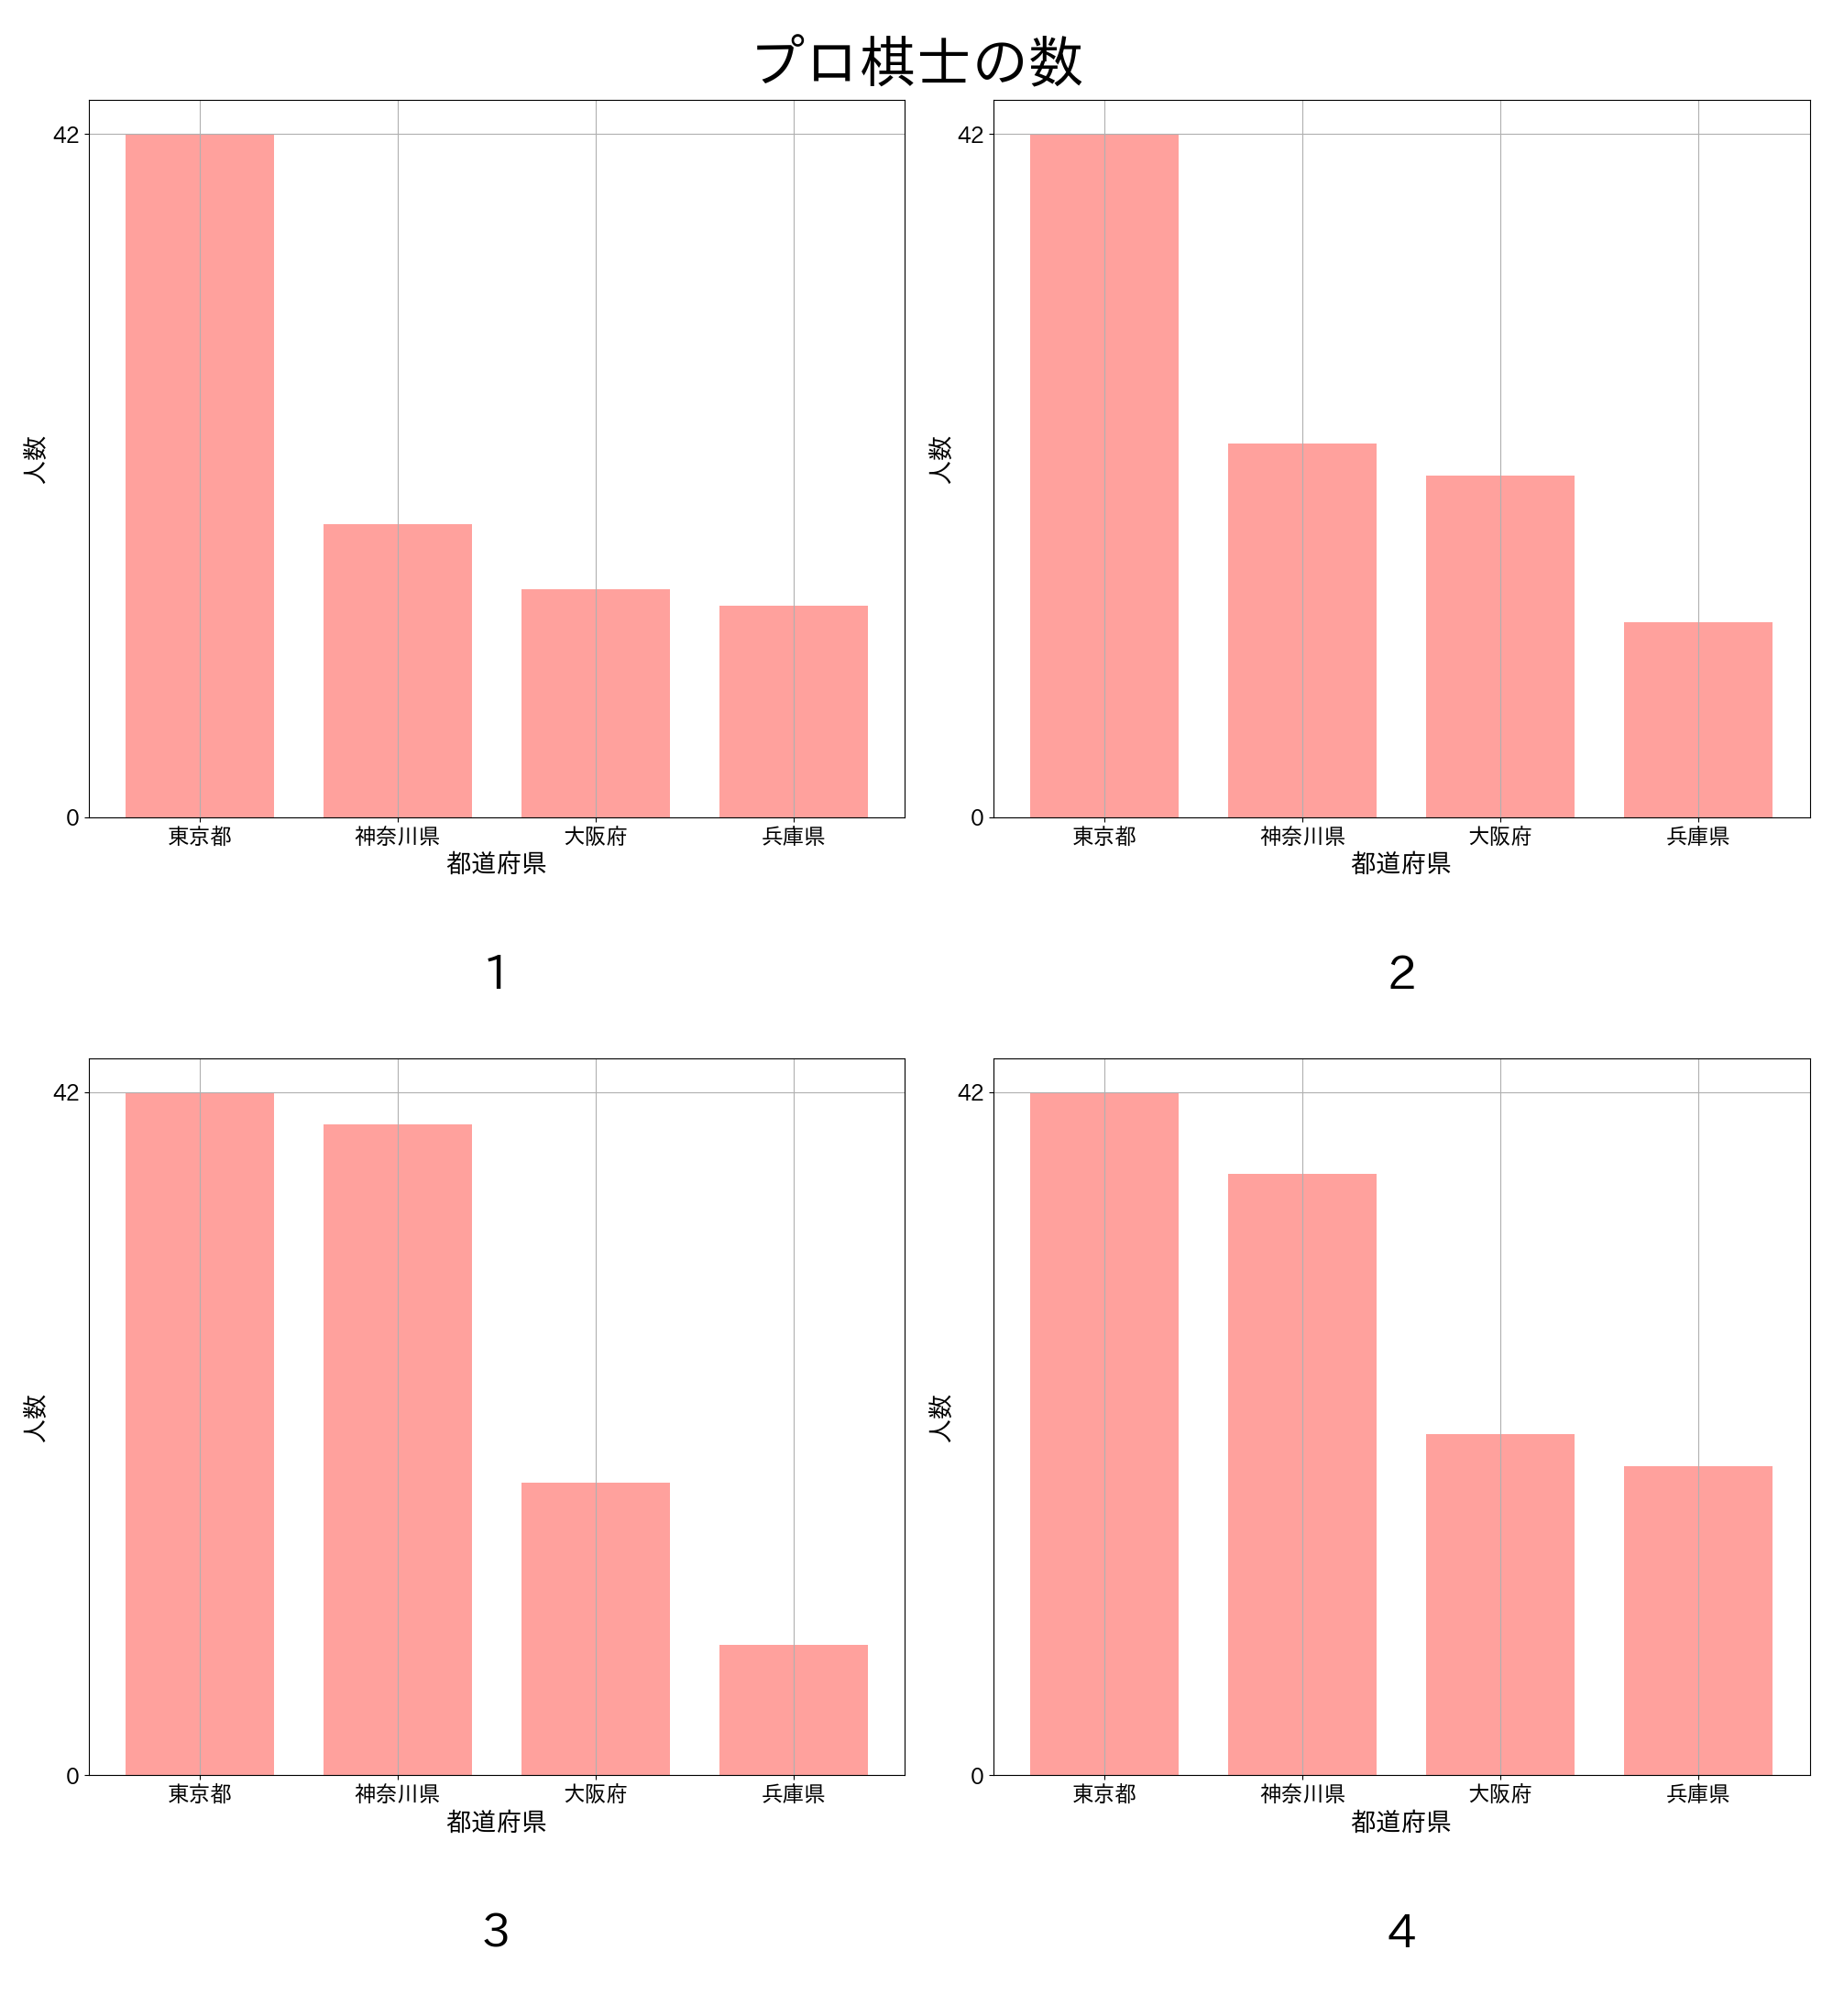 プロ棋士の数
42
0
人数
東京都 神奈川県 大阪府 兵庫県
都道府県
1
42
0
人数
東京都 神奈川県 大阪府 兵庫県
都道府県
2
42
0
人数
東京都 神奈川県 大阪府 兵庫県
都道府県
3
42
0
人数
東京都 神奈川県 大阪府 兵庫県
都道府県
4